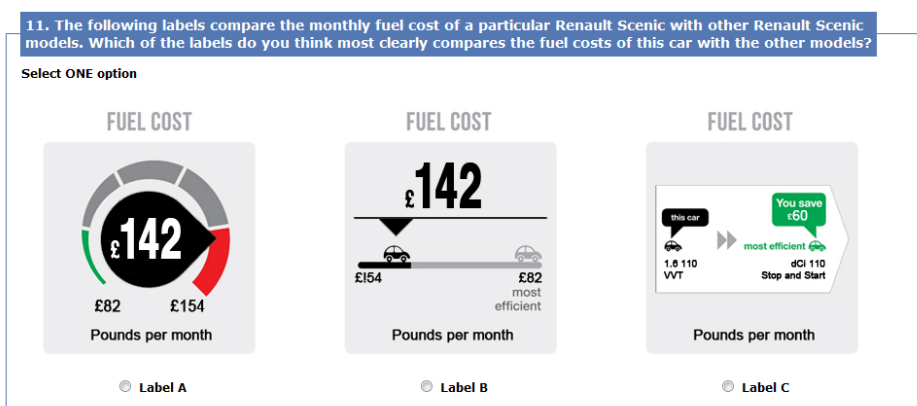 11. The following labels compare the monthly fuel cost of a particular Renault Scenic with other Renault Scenic
models. Which of the labels do you think most clearly compares the fuel costs of this car with the other models?
Select ONE option
FUEL COST
£142
£82 £154
Pounds per month
Label A
FUEL COST
£142
£154 £82
most
efficient
Pounds per month
Label B
FUEL COST
this car
You save
£60
most efficient
1.6 110
VVT
dCi 110
Stop and Start
Pounds per month
Label C